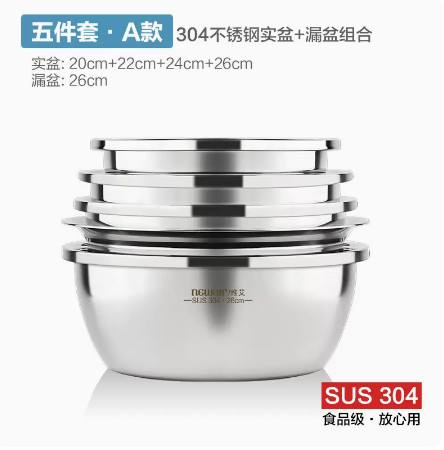 五件套·A款 304不锈钢实盆+漏盆组合
实盆: 20cm+22cm+24cm+26cm
漏盆: 26cm
SUS 304·26cm
SUS 304
食品级·放心用